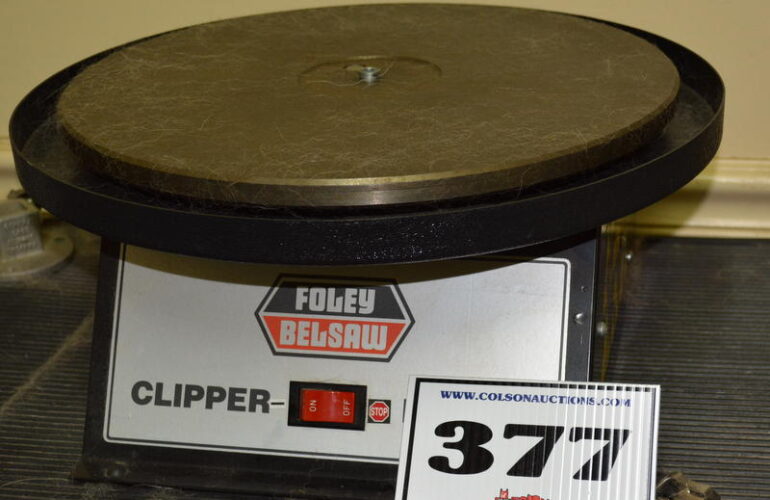 FOLEY
BELSAW
CLIPPER
ON OFF
STOP
WWW.COLSONAUCTIONS.COM
377